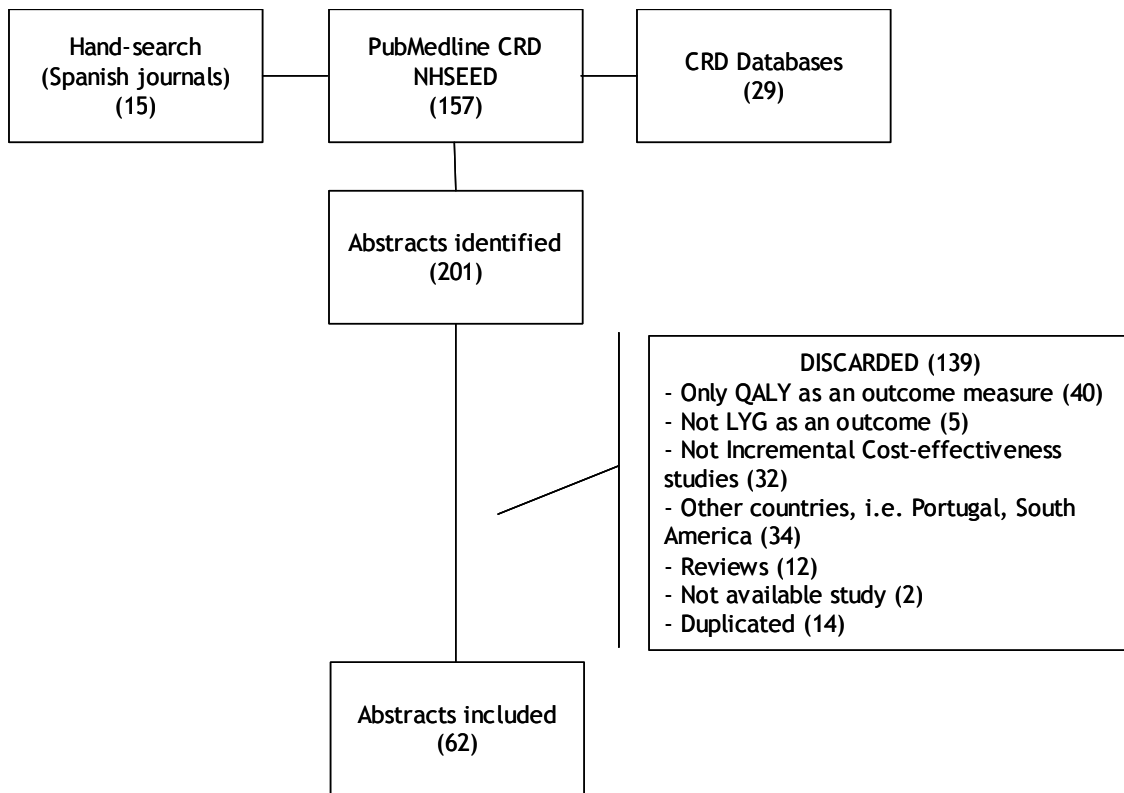 Hand-search
(Spanish journals)
(15)
PubMedline CRD
NHSEED
(157)
CRD Databases
(29)
Abstracts identified
(201)
DISCARDED (139)
- Only QALY as an outcome measure (40)
- Not LYG as an outcome (5)
- Not Incremental Cost-effectiveness
studies (32)
- Other countries, i.e. Portugal, South
America (34)
- Reviews (12)
- Not available study (2)
- Duplicated (14)
Abstracts included
(62)